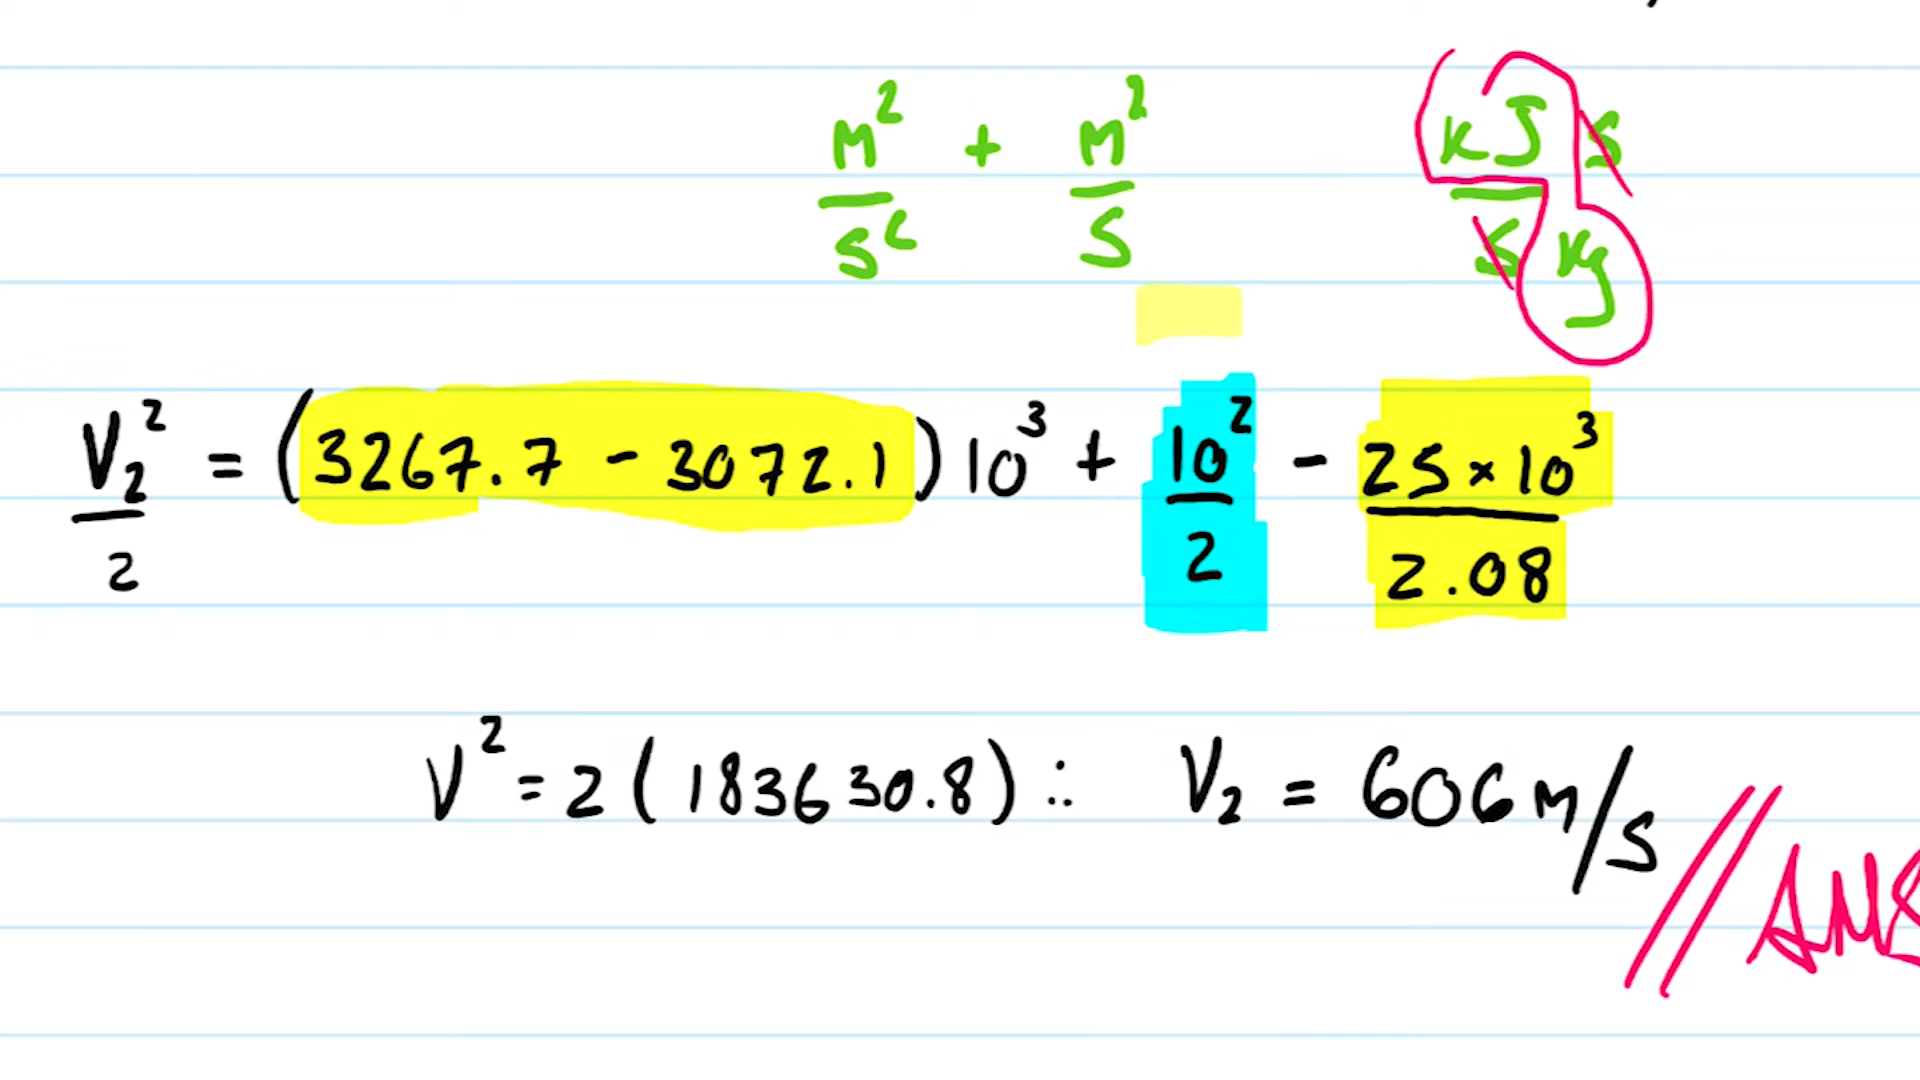 M² + M² kJ S
S² S S Kg
V₂² = (3267.7 - 3072.1)10³ + 10² - 25 × 10³
2 2 2.08
V² = 2(183630.8) ∴ V₂ = 606 m/s // ANS